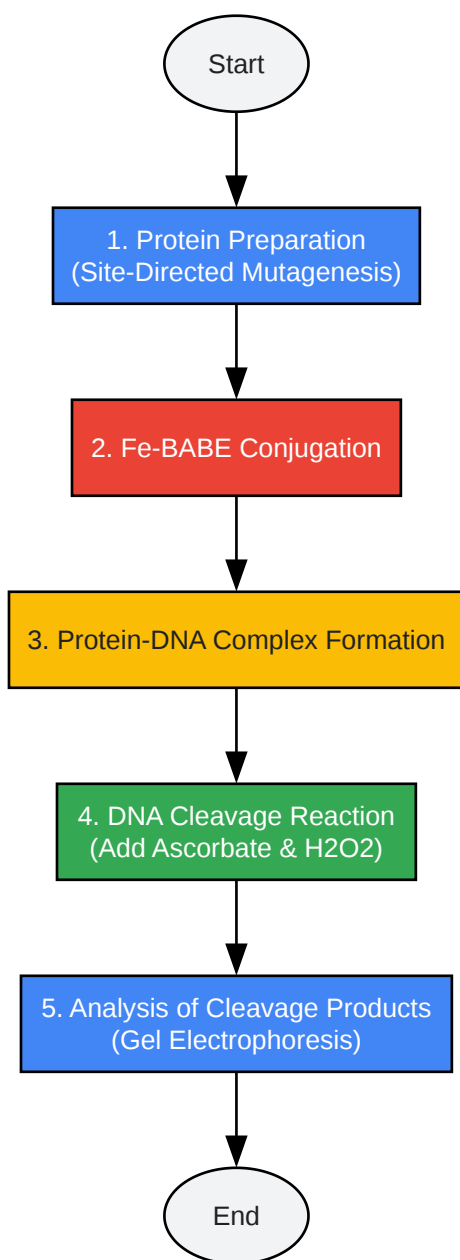 Start
1. Protein Preparation
(Site-Directed Mutagenesis)
2. Fe-BABE Conjugation
3. Protein-DNA Complex Formation
4. DNA Cleavage Reaction
(Add Ascorbate & H2O2)
5. Analysis of Cleavage Products
(Gel Electrophoresis)
End